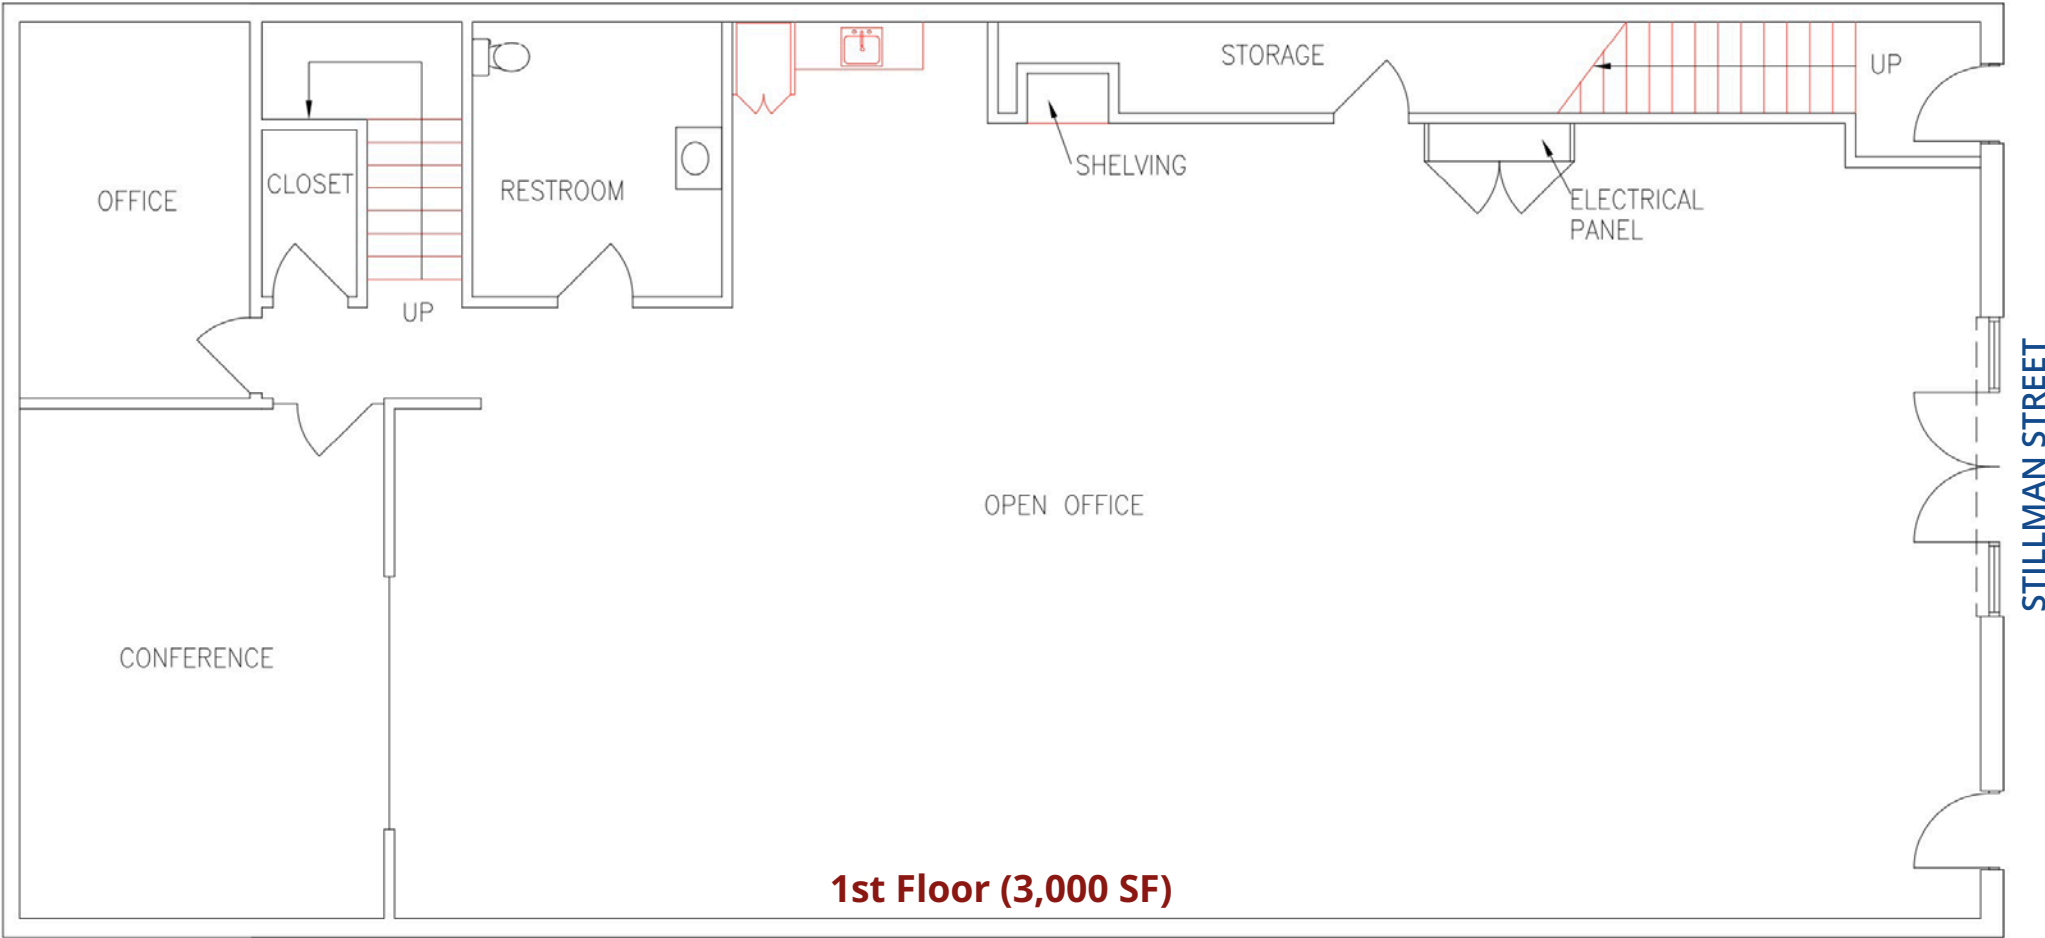 STORAGE
UP
SHELVING
CLOSET
OFFICE
RESTROOM
ELECTRICAL
PANEL
UP
STILLMAN STREET
OPEN OFFICE
CONFERENCE
1st Floor (3,000 SF)